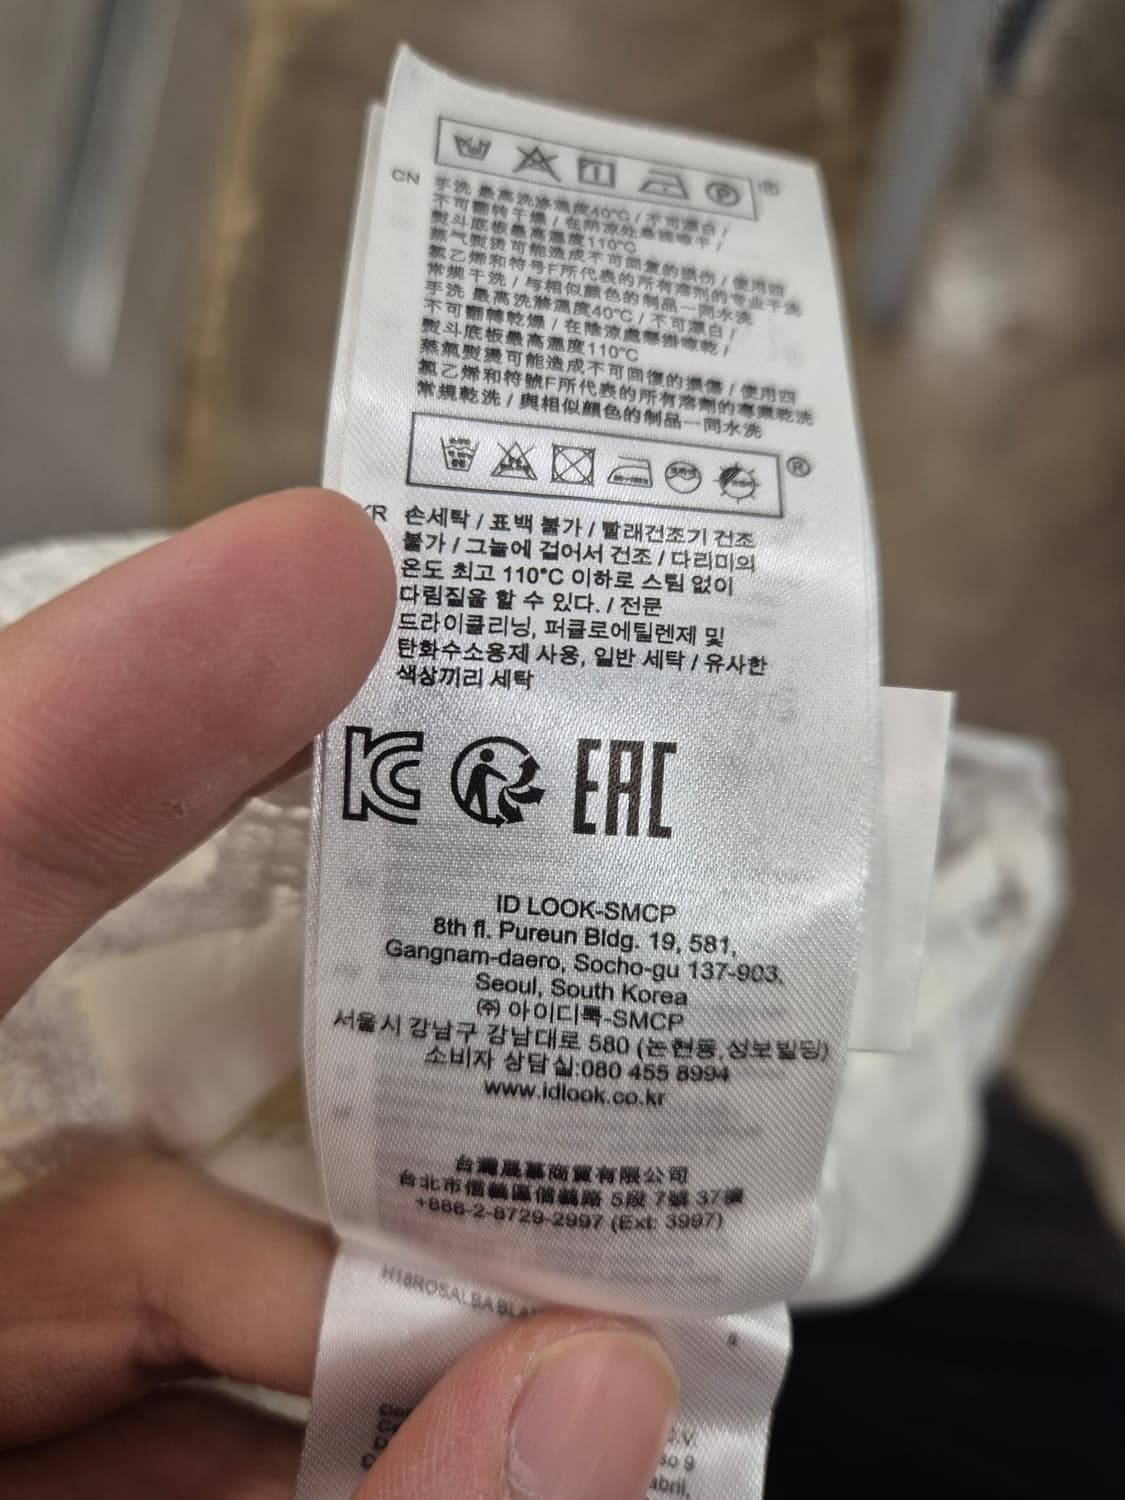 CN
手洗 最高洗涤温度40°C / 不可漂白 /
不可翻转干燥 / 在阴凉处悬挂晾干 /
熨斗底板最高温度110°C
蒸气熨烫可能造成不可回复的损伤 / 使用四
氯乙烯和符号F所代表的所有溶剂的专业干洗
常规干洗 / 与相似颜色的制品一同水洗
手洗 最高洗滌溫度40°C / 不可漂白 /
不可翻轉乾燥 / 在陰涼處懸掛晾乾 /
熨斗底板最高溫度110°C
蒸氣熨燙可能造成不可回復的損傷 / 使用四
氯乙烯和符號F所代表的所有溶劑的專業乾洗
常規乾洗 / 與相似顏色的制品一同水洗
KR 손세탁 / 표백 불가 / 빨래건조기 건조
불가 / 그늘에 걸어서 건조 / 다리미의
온도 최고 110°C 이하로 스팀 없이
다림질을 할 수 있다. / 전문
드라이클리닝, 퍼클로에틸렌제 및
탄화수소용제 사용, 일반 세탁 / 유사한
색상끼리 세탁
EAC
ID LOOK-SMCP
8th fl. Pureun Bldg. 19, 581,
Gangnam-daero, Socho-gu 137-903,
Seoul, South Korea
㈜ 아이디룩-SMCP
서울시 강남구 강남대로 580 (논현동,성보빌딩)
소비자 상담실:080 455 8994
www.idlook.co.kr
台灣晟慕商貿有限公司
台北市信義區信義路 5段 7號 37樓
+886-2-8729-2997 (Ext: 3997)
H18ROSALBA